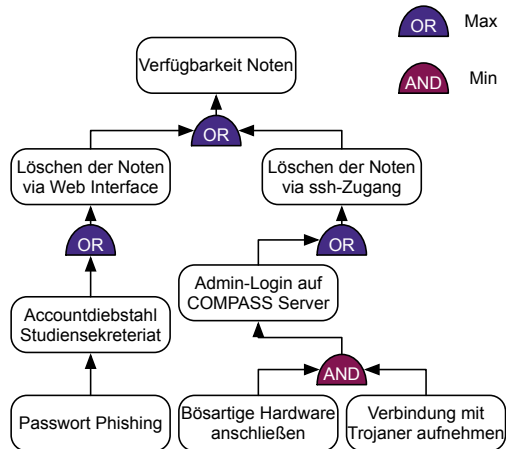 OR
Max
AND
Min
Verfügbarkeit Noten
OR
Löschen der Noten
via Web Interface
Löschen der Noten
via ssh-Zugang
OR
OR
Admin-Login auf
COMPASS Server
Accountdiebstahl
Studiensekreteriat
AND
Passwort Phishing
Bösartige Hardware
anschließen
Verbindung mit
Trojaner aufnehmen